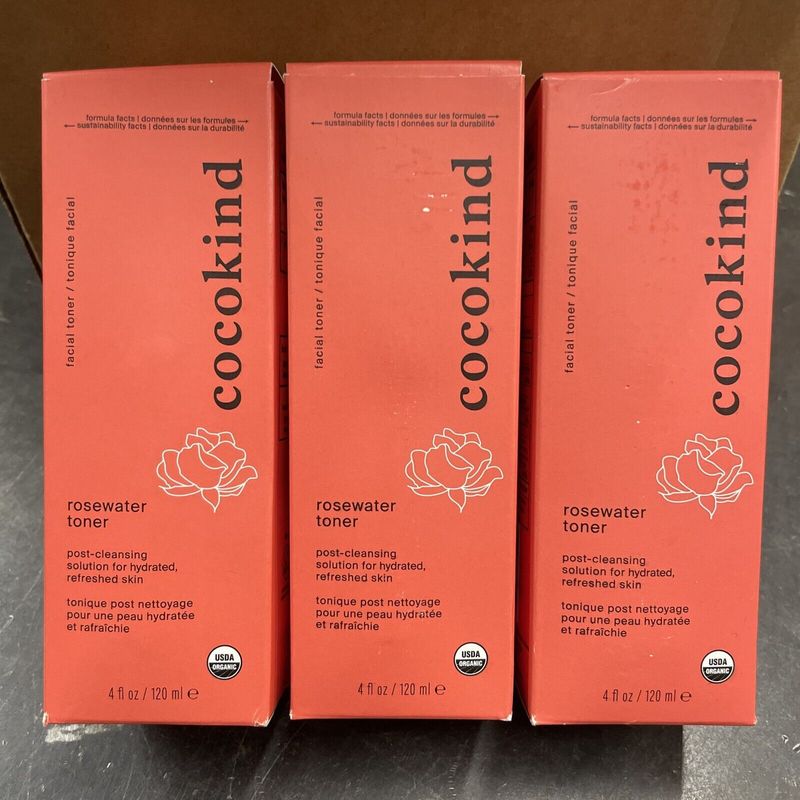 formula facts | données sur les formules →
← sustainability facts | données sur la durabilité
facial toner / tonique facial
cocokind
rosewater
toner
post-cleansing
solution for hydrated,
refreshed skin
tonique post nettoyage
pour une peau hydratée
et rafraîchie
USDA
ORGANIC
4 fl oz / 120 ml ℮
formula facts | données sur les formules →
← sustainability facts | données sur la durabilité
facial toner / tonique facial
cocokind
rosewater
toner
post-cleansing
solution for hydrated,
refreshed skin
tonique post nettoyage
pour une peau hydratée
et rafraîchie
USDA
ORGANIC
4 fl oz / 120 ml ℮
formula facts | données sur les formules →
← sustainability facts | données sur la durabilité
facial toner / tonique facial
cocokind
rosewater
toner
post-cleansing
solution for hydrated,
refreshed skin
tonique post nettoyage
pour une peau hydratée
et rafraîchie
USDA
ORGANIC
4 fl oz / 120 ml ℮